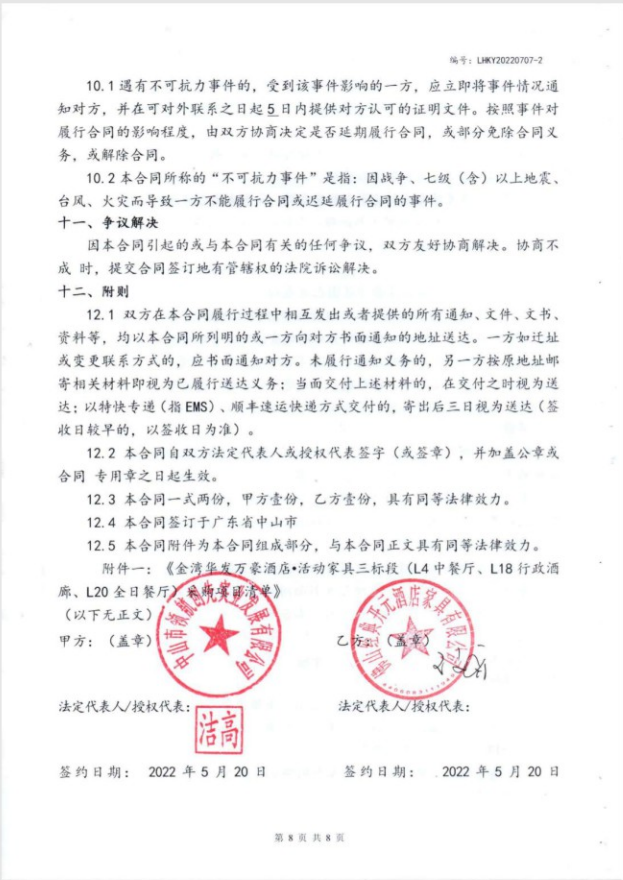 编号：LHKY20220707-2
10.1遇有不可抗力事件的，受到该事件影响的一方，应立即将事件情况通
知对方，并在可对外联系之日起5日内提供对方认可的证明文件。按照事件对
履行合同的影响程度，由双方协商决定是否延期履行合同，或部分免除合同义
务，或解除合同。
10.2本合同所称的“不可抗力事件”是指：因战争、七级（含）以上地震、
台风、火灾而导致一方不能履行合同或迟延履行合同的事件。
十一、争议解决
因本合同引起的或与本合同有关的任何争议，双方友好协商解决。协商不
成 时，提交合同签订地有管辖权的法院诉讼解决。
十二、附则
12.1 双方在本合同履行过程中相互发出或者提供的所有通知、文件、文书、
资料等，均以本合同所列明的或一方向对方书面通知的地址送达。一方如迁址
或变更联系方式的，应书面通知对方。未履行通知义务的，另一方按原地址邮
寄相关材料即视为已履行送达义务；当面交付上述材料的，在交付之时视为送
达；以特快专递（指EMS）、顺丰速运快递方式交付的，寄出后三日视为送达（签
收日较早的，以签收日为准）。
12.2 本合同自双方法定代表人或授权代表签字（或签章），并加盖公章或
合同 专用章之日起生效。
12.3 本合同一式两份，甲方壹份，乙方壹份，具有同等法律效力。
12.4 本合同签订于广东省中山市
12.5 本合同附件为本合同组成部分，与本合同正文具有同等法律效力。
附件一：《金湾华发万豪酒店•活动家具三标段（L4中餐厅、L18行政酒
廊、L20全日餐厅）采购项目清单》
（以下无正文）
甲方：（盖章）
乙方：（盖章）
法定代表人/授权代表：
法定代表人/授权代表：
洁高
签约日期： 2022 年 5 月 20 日
签约日期： 2022 年 5 月 20 日
第 8 页 共 8 页